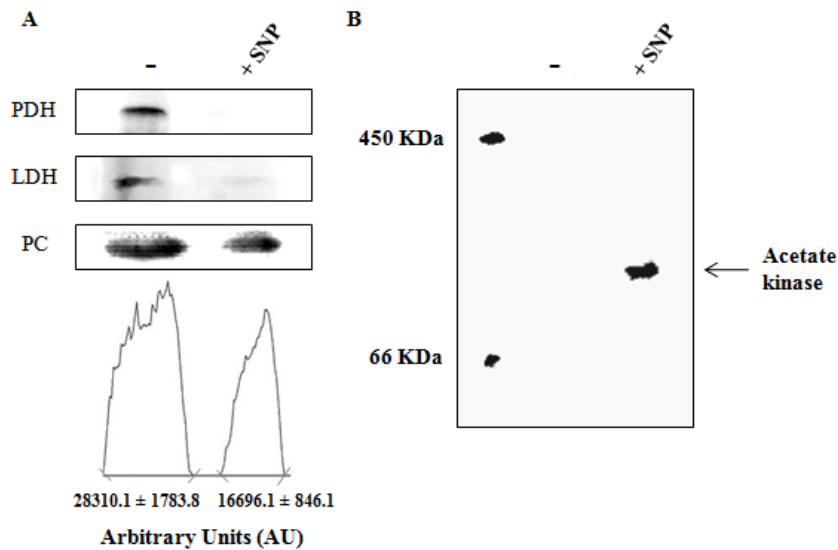 A
B
– + SNP
– + SNP
PDH
LDH
PC
450 KDa
66 KDa
Acetate
kinase
28310.1 ± 1783.8 16696.1 ± 846.1
Arbitrary Units (AU)